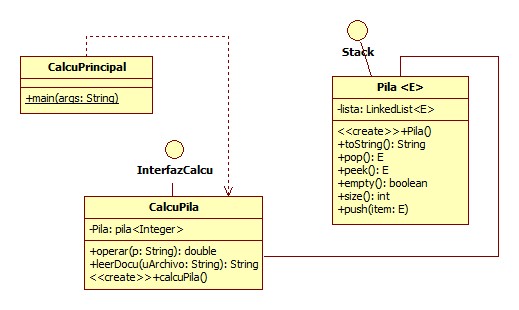 CalcuPrincipal
+main(args: String)
Stack
Pila <E>
-lista: LinkedList<E>
<<create>>+Pila()
+toString(): String
+pop(): E
+peek(): E
+empty(): boolean
+size(): int
+push(item: E)
InterfazCalcu
CalcuPila
-Pila: pila<Integer>
+operar(p: String): double
+leerDocu(uArchivo: String): String
<<create>>+calcuPila()